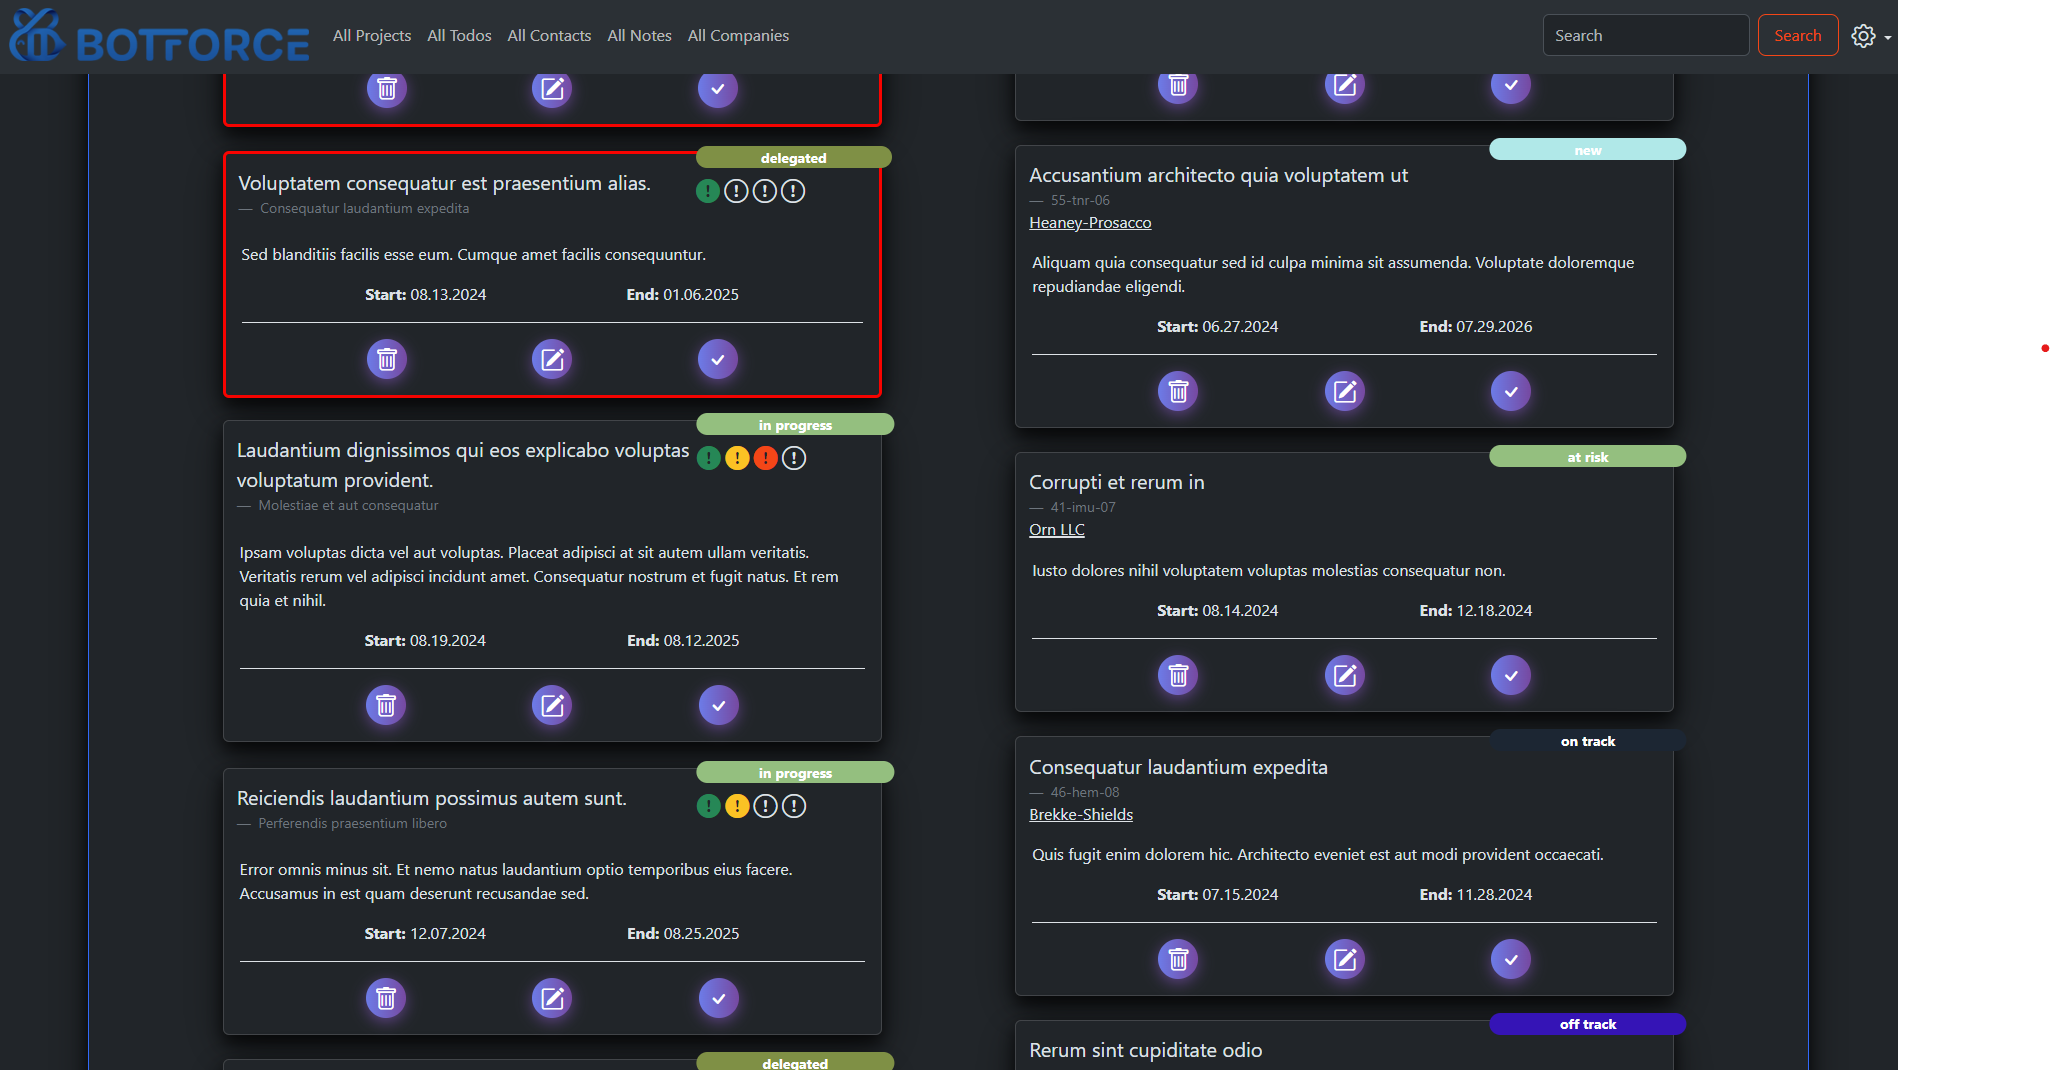 BOTFORCE
All Projects All Todos All Contacts All Notes All Companies
Search Search
delegated
Voluptatem consequatur est praesentium alias.
— Consequatur laudantium expedita
Sed blanditiis facilis esse eum. Cumque amet facilis consequuntur.
Start: 08.13.2024 End: 01.06.2025
in progress
Laudantium dignissimos qui eos explicabo voluptas
voluptatum provident.
— Molestiae et aut consequatur
Ipsam voluptas dicta vel aut voluptas. Placeat adipisci at sit autem ullam veritatis.
Veritatis rerum vel adipisci incidunt amet. Consequatur nostrum et fugit natus. Et rem
quia et nihil.
Start: 08.19.2024 End: 08.12.2025
in progress
Reiciendis laudantium possimus autem sunt.
— Perferendis praesentium libero
Error omnis minus sit. Et nemo natus laudantium optio temporibus eius facere.
Accusamus in est quam deserunt recusandae sed.
Start: 12.07.2024 End: 08.25.2025
delegated
new
Accusantium architecto quia voluptatem ut
— 55-tnr-06
Heaney-Prosacco
Aliquam quia consequatur sed id culpa minima sit assumenda. Voluptate doloremque
repudiandae eligendi.
Start: 06.27.2024 End: 07.29.2026
at risk
Corrupti et rerum in
— 41-imu-07
Orn LLC
Iusto dolores nihil voluptatem voluptas molestias consequatur non.
Start: 08.14.2024 End: 12.18.2024
on track
Consequatur laudantium expedita
— 46-hem-08
Brekke-Shields
Quis fugit enim dolorem hic. Architecto eveniet est aut modi provident occaecati.
Start: 07.15.2024 End: 11.28.2024
off track
Rerum sint cupiditate odio